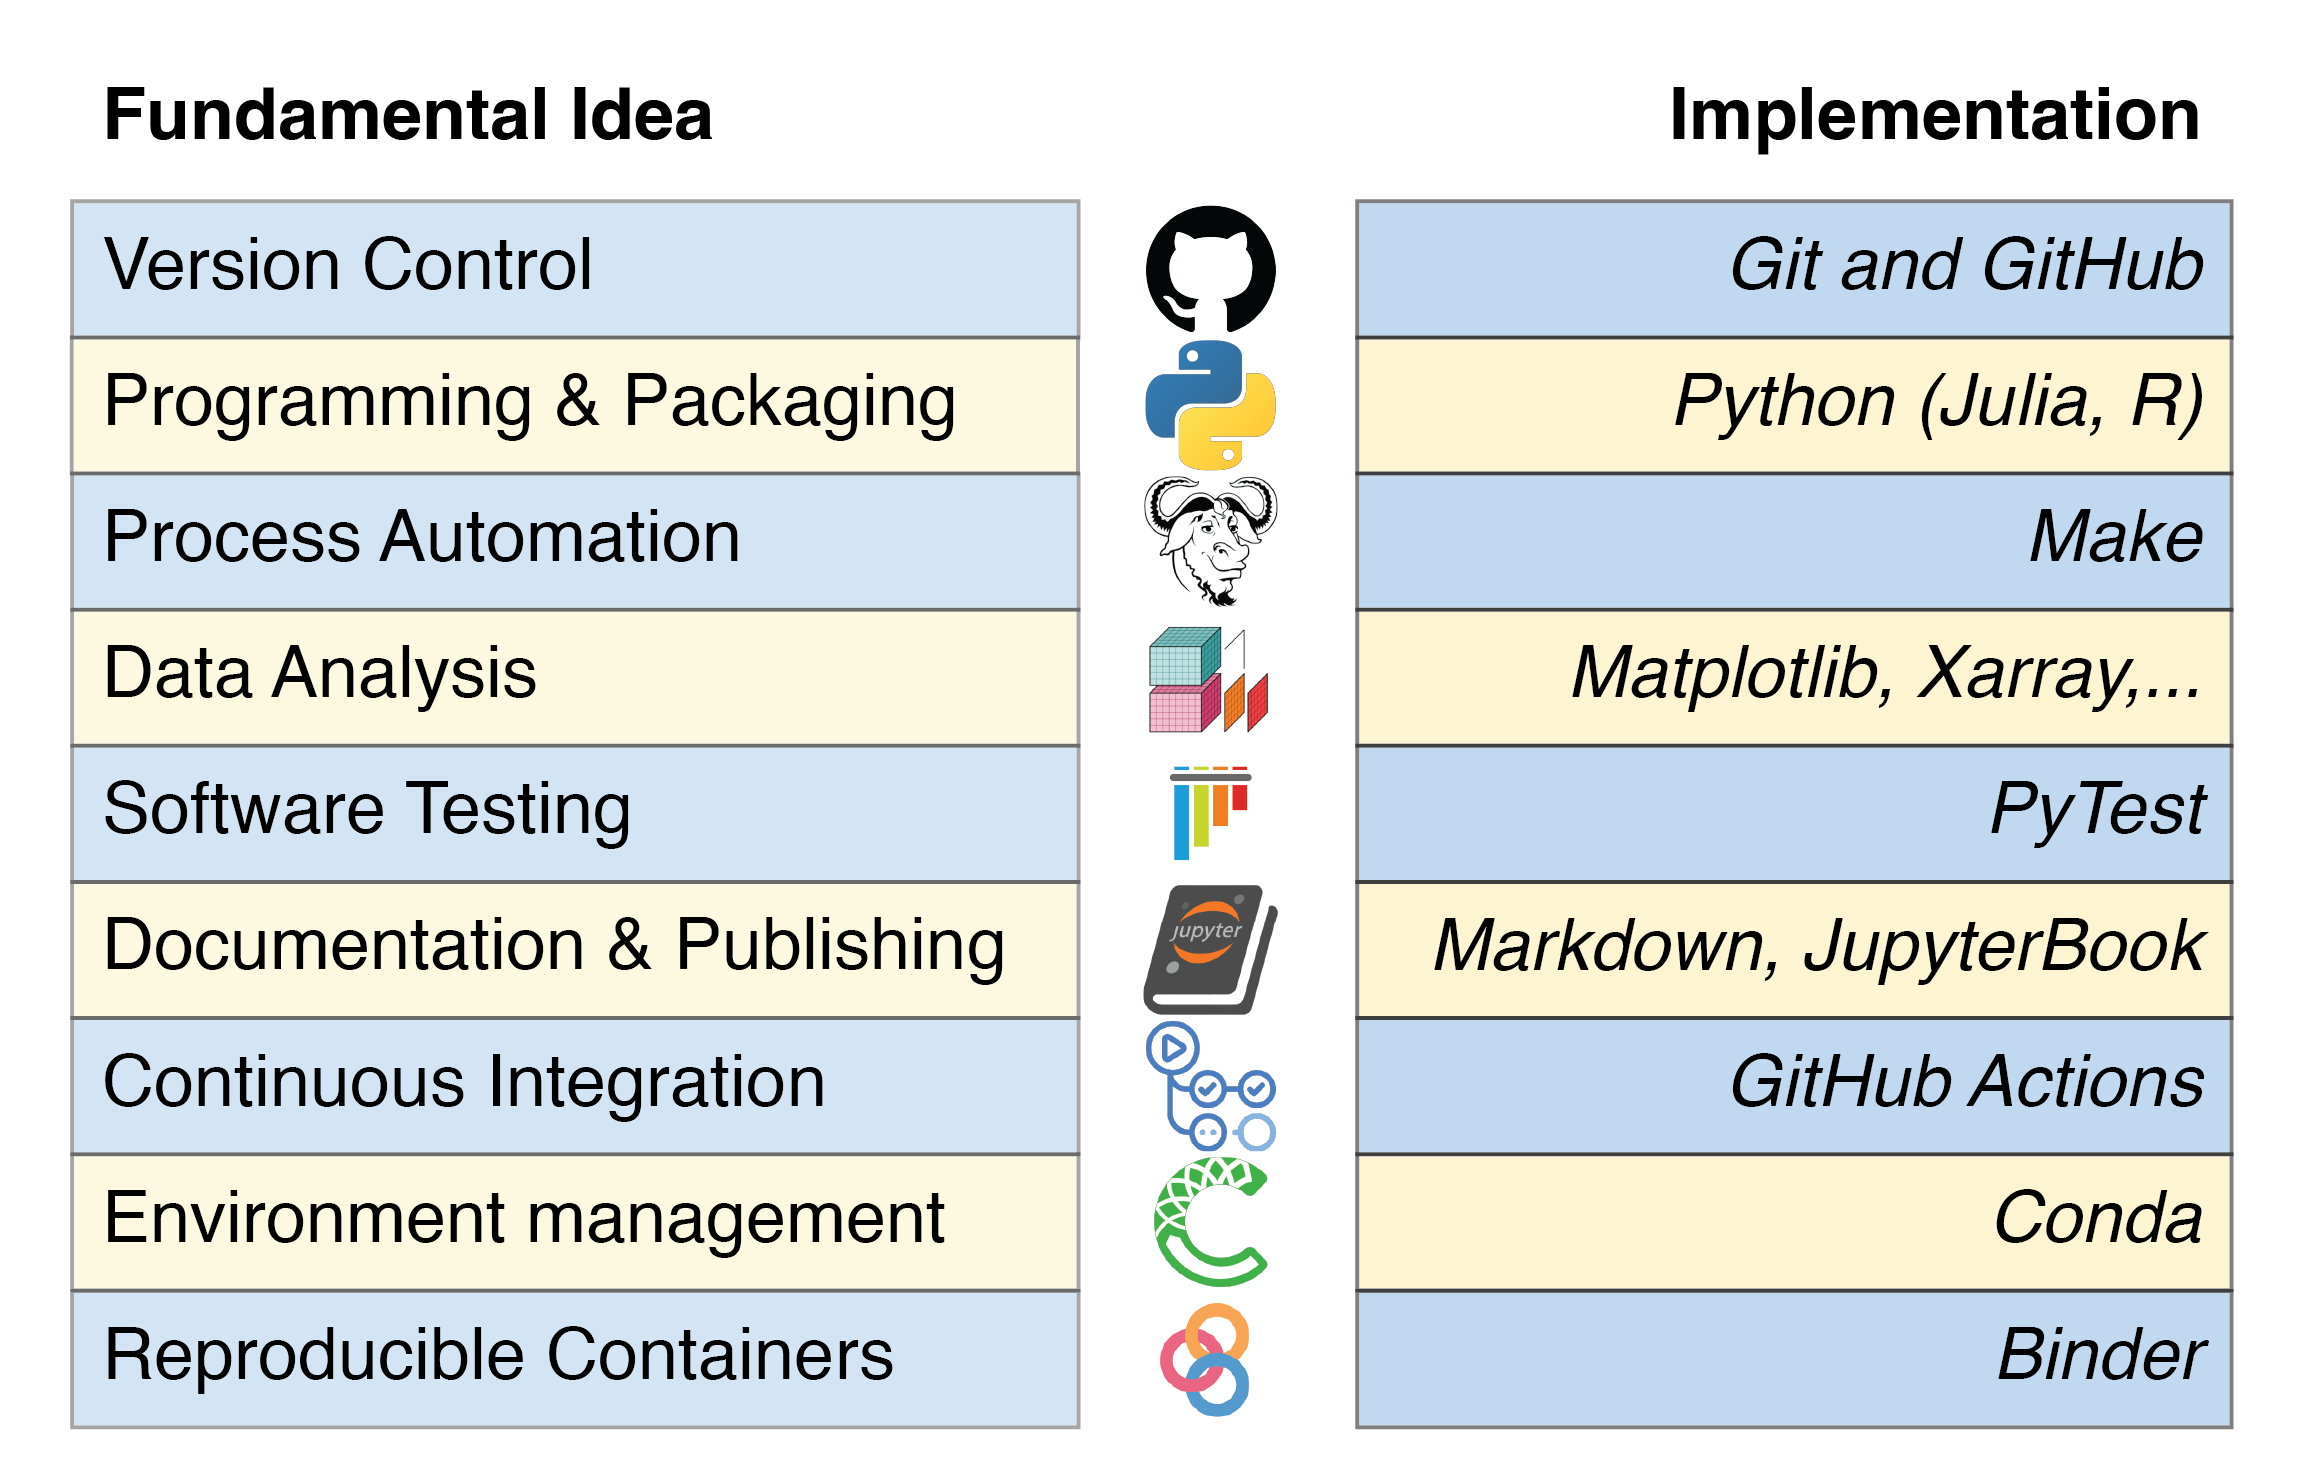 Fundamental Idea
Implementation
Version Control
Git and GitHub
Programming & Packaging
Python (Julia, R)
Process Automation
Make
Data Analysis
Matplotlib, Xarray,...
Software Testing
PyTest
Documentation & Publishing
jupyter
Markdown, JupyterBook
Continuous Integration
GitHub Actions
Environment management
Conda
Reproducible Containers
Binder